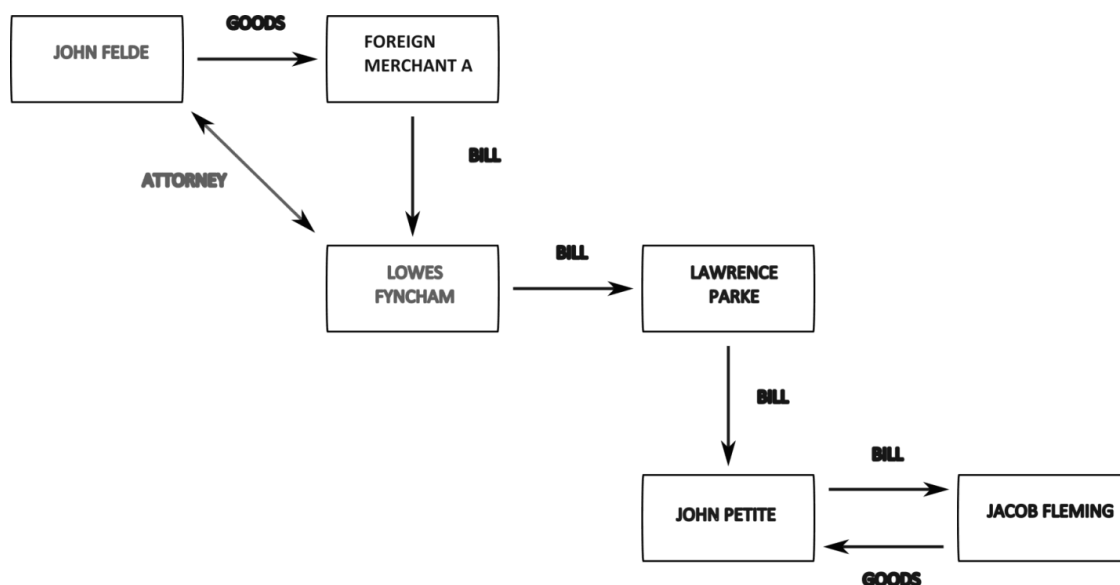 GOODS
JOHN FELDE
FOREIGN
MERCHANT A
BILL
ATTORNEY
LOWES
FYNCHAM
BILL
LAWRENCE
PARKE
BILL
BILL
JOHN PETITE
JACOB FLEMING
GOODS